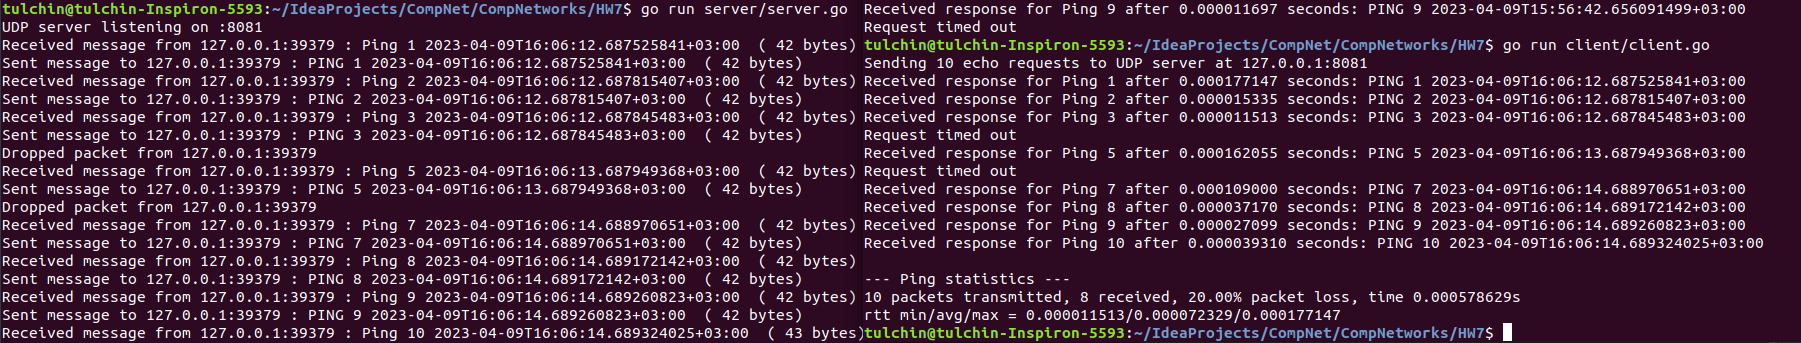 tulchin@tulchin-Inspiron-5593:~/IdeaProjects/CompNet/CompNetworks/HW7$ go run server/server.go
UDP server listening on :8081
Received message from 127.0.0.1:39379 : Ping 1 2023-04-09T16:06:12.687525841+03:00  ( 42 bytes)
Sent message to 127.0.0.1:39379 : PING 1 2023-04-09T16:06:12.687525841+03:00  ( 42 bytes)
Received message from 127.0.0.1:39379 : Ping 2 2023-04-09T16:06:12.687815407+03:00  ( 42 bytes)
Sent message to 127.0.0.1:39379 : PING 2 2023-04-09T16:06:12.687815407+03:00  ( 42 bytes)
Received message from 127.0.0.1:39379 : Ping 3 2023-04-09T16:06:12.687845483+03:00  ( 42 bytes)
Sent message to 127.0.0.1:39379 : PING 3 2023-04-09T16:06:12.687845483+03:00  ( 42 bytes)
Dropped packet from 127.0.0.1:39379
Received message from 127.0.0.1:39379 : Ping 5 2023-04-09T16:06:13.687949368+03:00  ( 42 bytes)
Sent message to 127.0.0.1:39379 : PING 5 2023-04-09T16:06:13.687949368+03:00  ( 42 bytes)
Dropped packet from 127.0.0.1:39379
Received message from 127.0.0.1:39379 : Ping 7 2023-04-09T16:06:14.688970651+03:00  ( 42 bytes)
Sent message to 127.0.0.1:39379 : PING 7 2023-04-09T16:06:14.688970651+03:00  ( 42 bytes)
Received message from 127.0.0.1:39379 : Ping 8 2023-04-09T16:06:14.689172142+03:00  ( 42 bytes)
Sent message to 127.0.0.1:39379 : PING 8 2023-04-09T16:06:14.689172142+03:00  ( 42 bytes)
Received message from 127.0.0.1:39379 : Ping 9 2023-04-09T16:06:14.689260823+03:00  ( 42 bytes)
Sent message to 127.0.0.1:39379 : PING 9 2023-04-09T16:06:14.689260823+03:00  ( 42 bytes)
Received message from 127.0.0.1:39379 : Ping 10 2023-04-09T16:06:14.689324025+03:00  ( 43 bytes)
Received response for Ping 9 after 0.000011697 seconds: PING 9 2023-04-09T15:56:42.656091499+03:00
Request timed out
tulchin@tulchin-Inspiron-5593:~/IdeaProjects/CompNet/CompNetworks/HW7$ go run client/client.go
Sending 10 echo requests to UDP server at 127.0.0.1:8081
Received response for Ping 1 after 0.000177147 seconds: PING 1 2023-04-09T16:06:12.687525841+03:00
Received response for Ping 2 after 0.000015335 seconds: PING 2 2023-04-09T16:06:12.687815407+03:00
Received response for Ping 3 after 0.000011513 seconds: PING 3 2023-04-09T16:06:12.687845483+03:00
Request timed out
Received response for Ping 5 after 0.000162055 seconds: PING 5 2023-04-09T16:06:13.687949368+03:00
Request timed out
Received response for Ping 7 after 0.000109000 seconds: PING 7 2023-04-09T16:06:14.688970651+03:00
Received response for Ping 8 after 0.000037170 seconds: PING 8 2023-04-09T16:06:14.689172142+03:00
Received response for Ping 9 after 0.000027099 seconds: PING 9 2023-04-09T16:06:14.689260823+03:00
Received response for Ping 10 after 0.000039310 seconds: PING 10 2023-04-09T16:06:14.689324025+03:00
--- Ping statistics ---
10 packets transmitted, 8 received, 20.00% packet loss, time 0.000578629s
rtt min/avg/max = 0.000011513/0.000072329/0.000177147
tulchin@tulchin-Inspiron-5593:~/IdeaProjects/CompNet/CompNetworks/HW7$